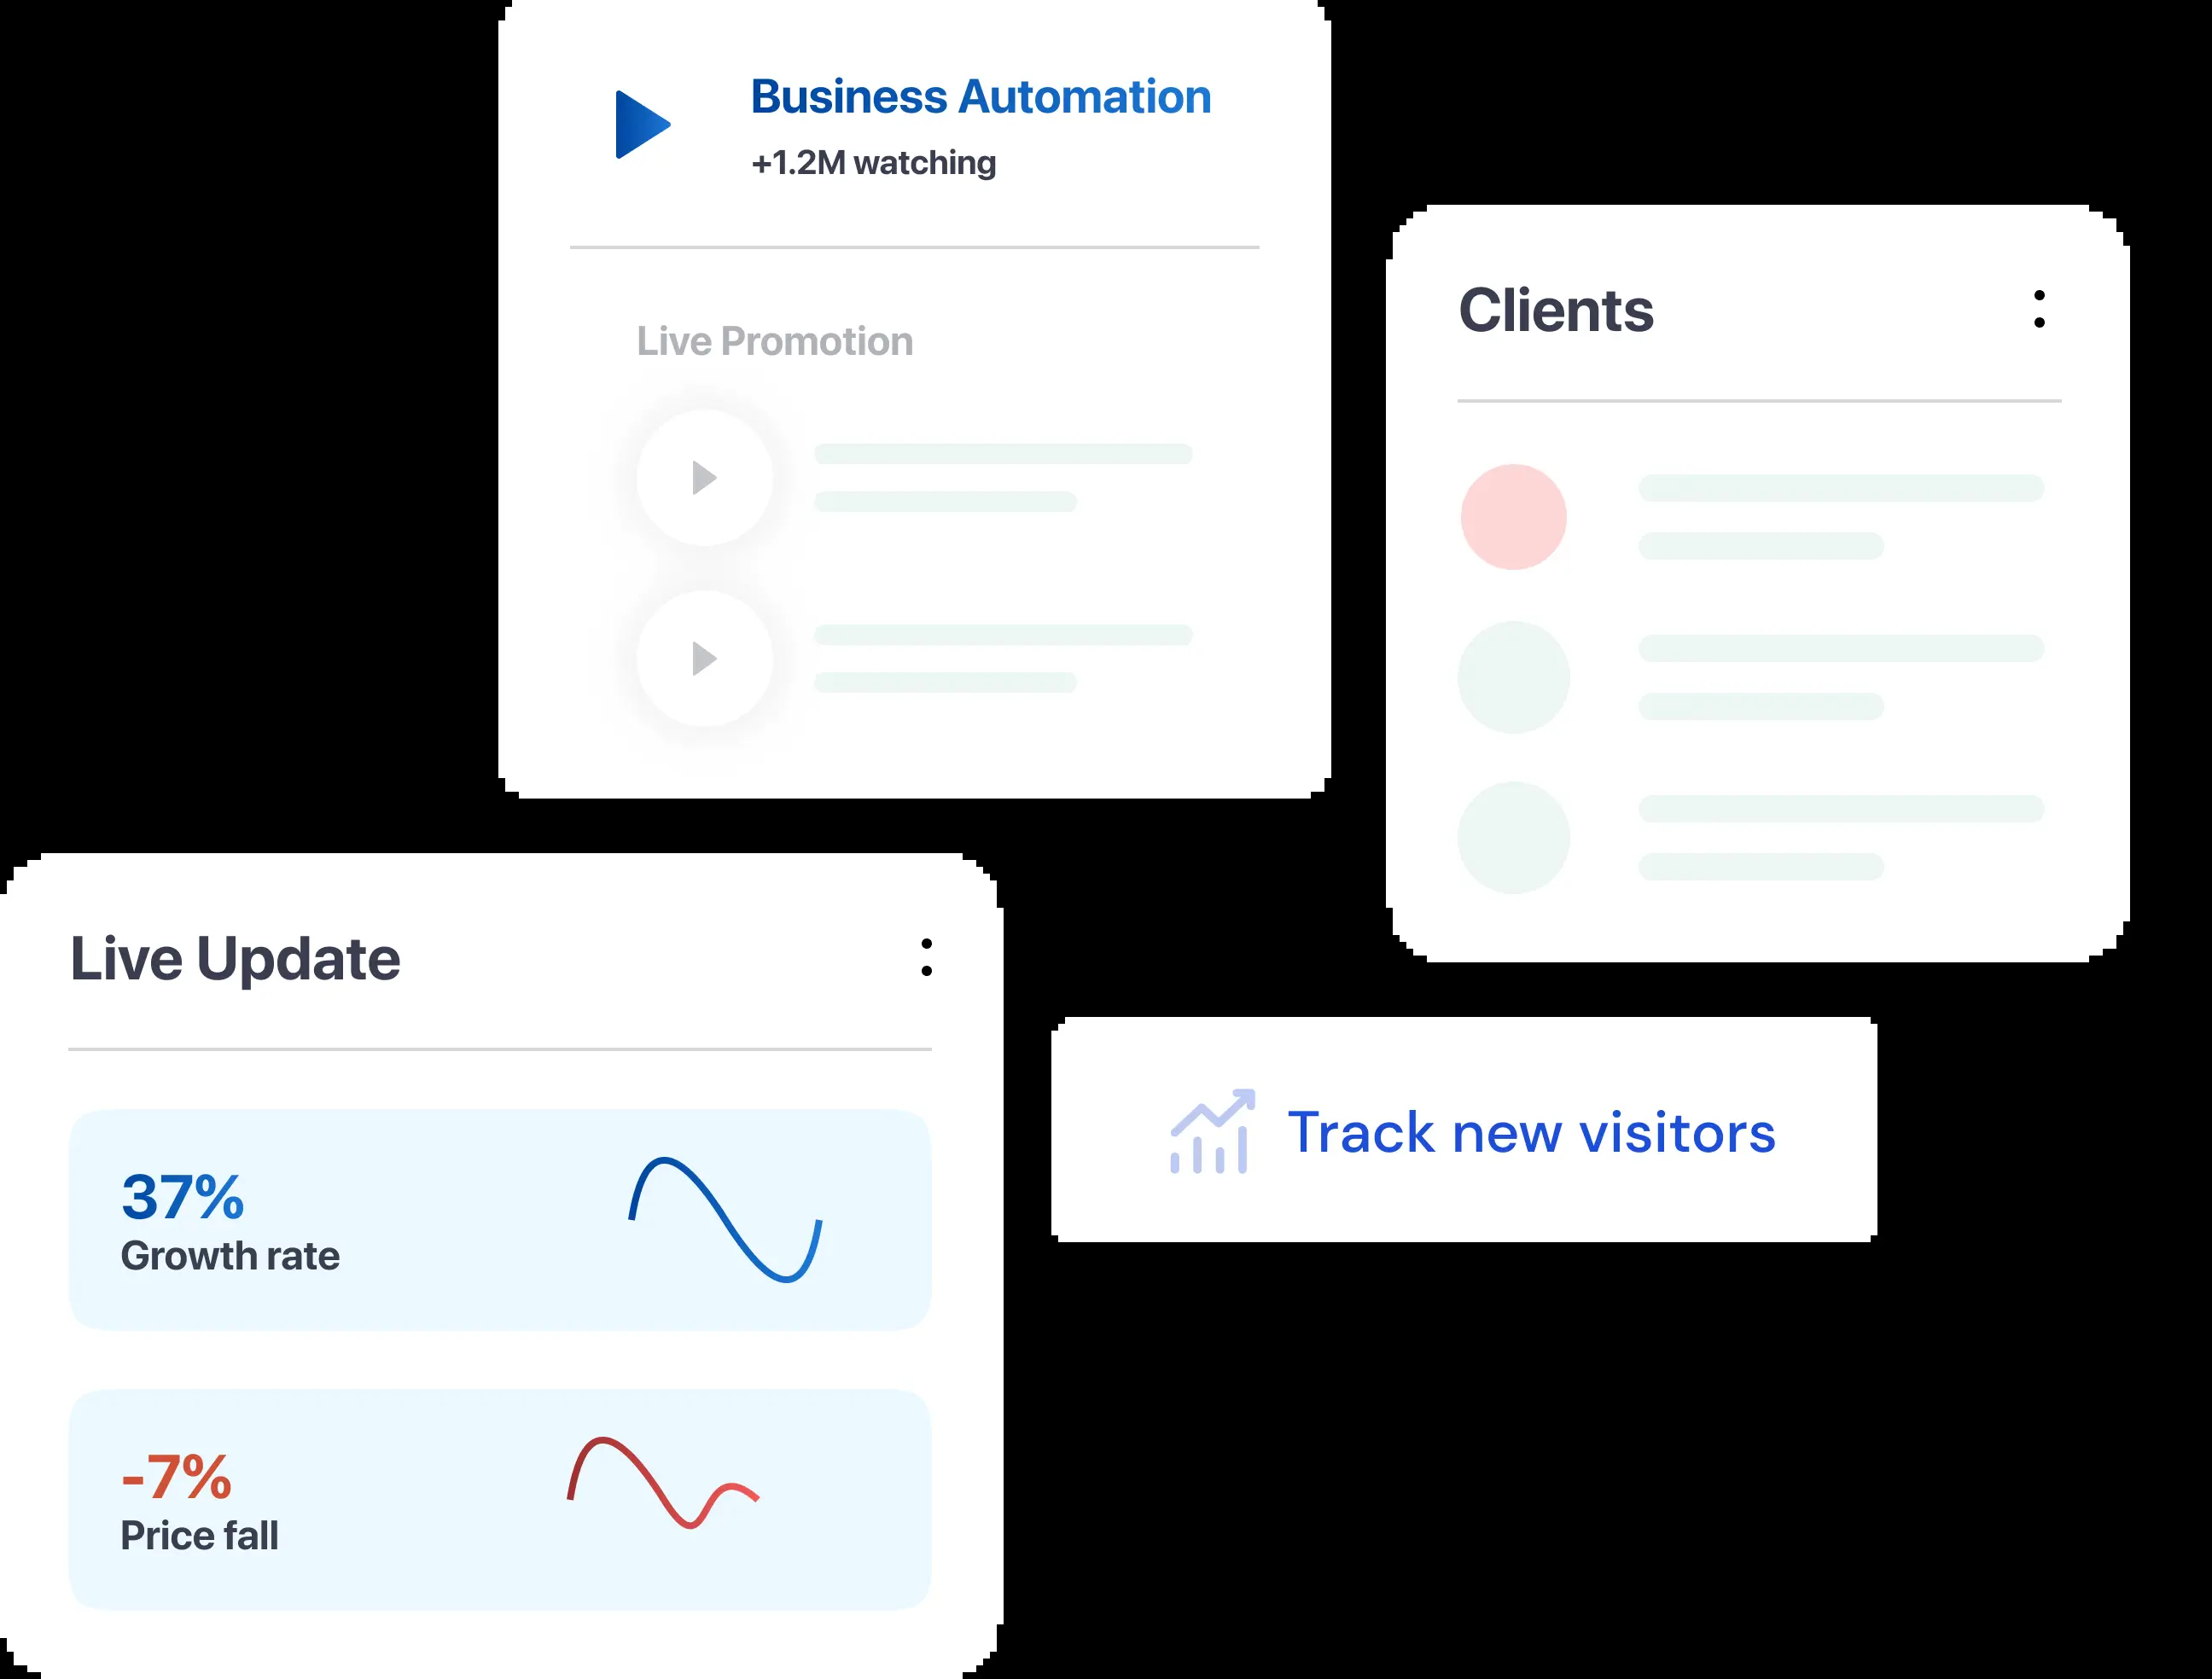 Business Automation
+1.2M watching
Live Promotion
Clients
Live Update
37%
Growth rate
-7%
Price fall
Track new visitors